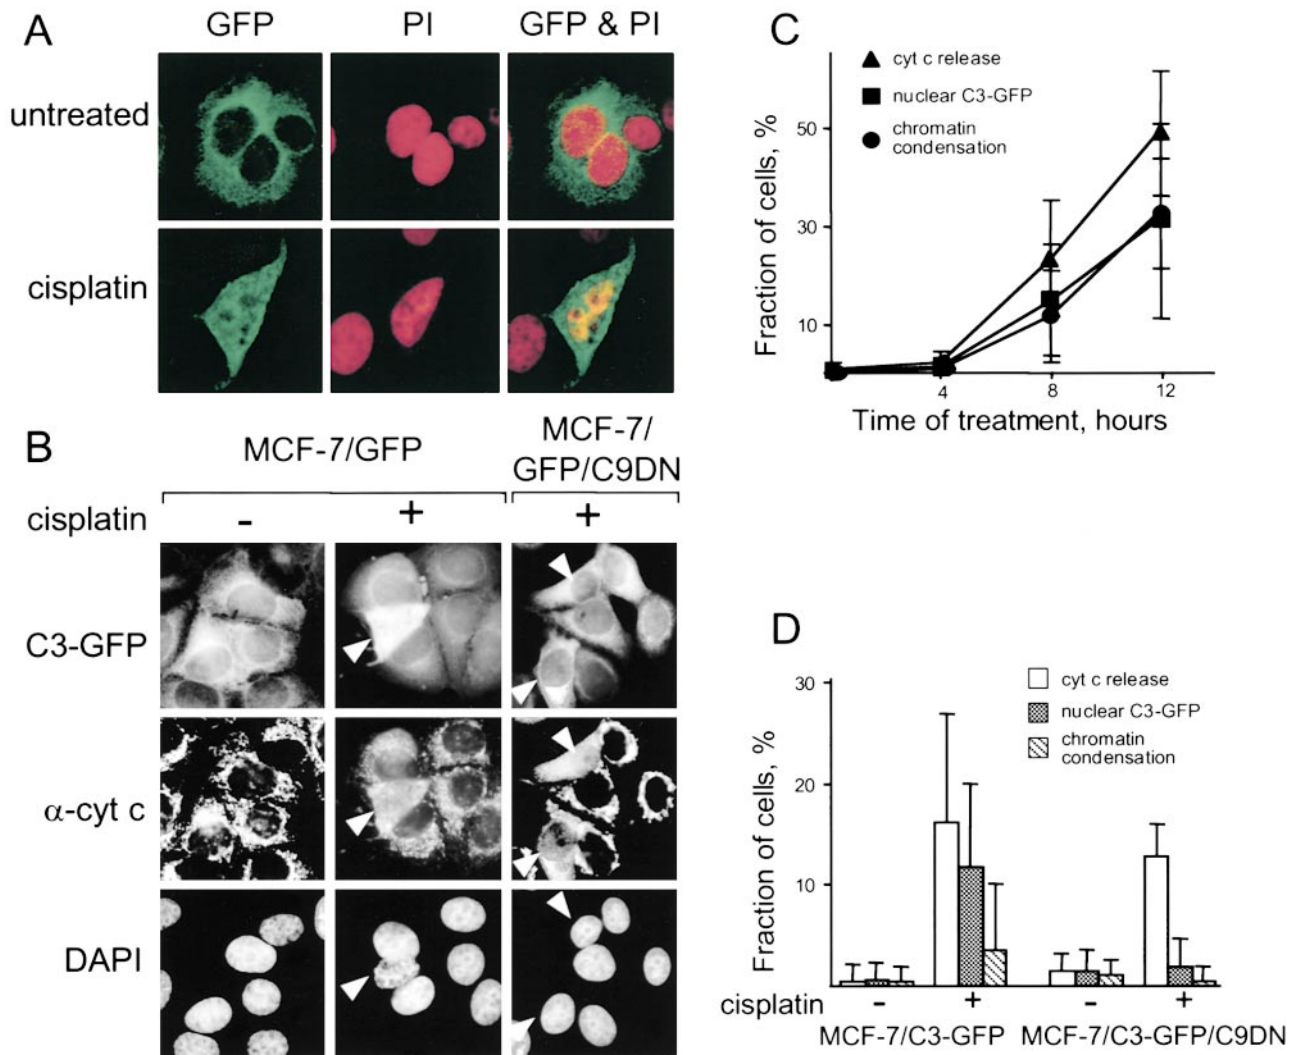 A
GFP
PI
GFP & PI
untreated
cisplatin
B
MCF-7/GFP
MCF-7/
GFP/C9DN
cisplatin
-
+
+
C3-GFP
α-cyt c
DAPI
C
cyt c release
nuclear C3-GFP
chromatin
condensation
Fraction of cells, %
50
30
10
4
8
12
Time of treatment, hours
D
cyt c release
nuclear C3-GFP
chromatin
condensation
Fraction of cells, %
30
20
10
cisplatin
-
+
-
+
MCF-7/C3-GFP
MCF-7/C3-GFP/C9DN